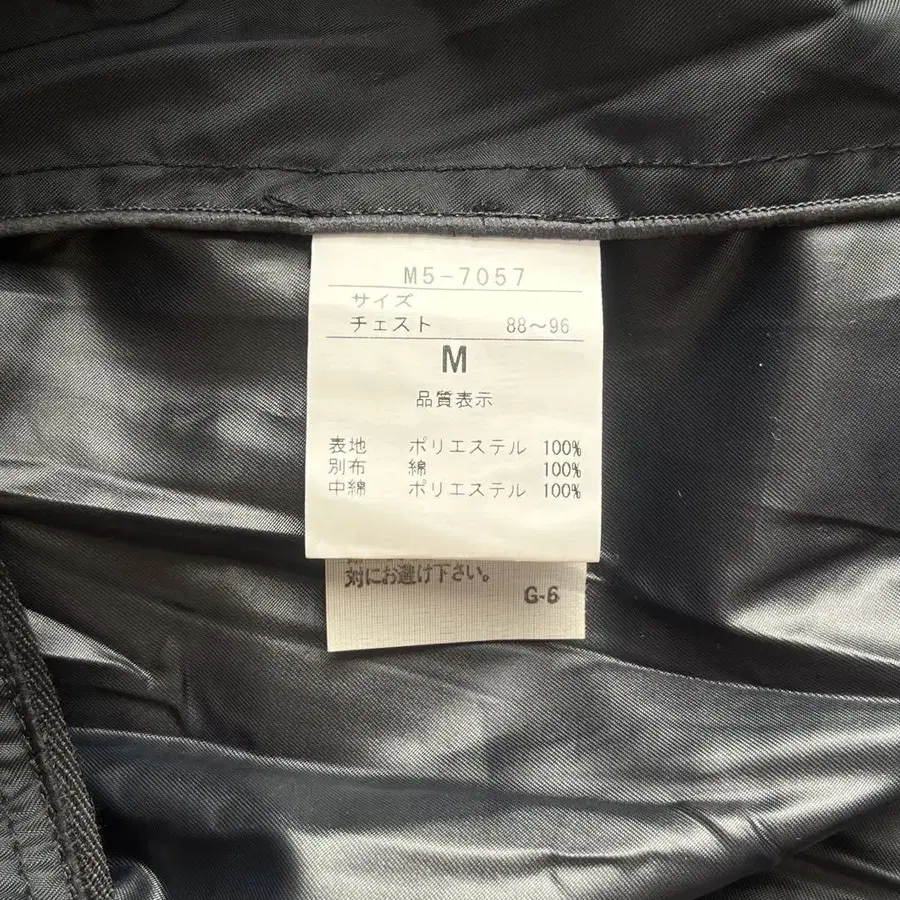 M5-7057
サイズ
チェスト 88～96
M
品質表示
表地 ポリエステル 100%
別布 綿 100%
中綿 ポリエステル 100%
対にお避け下さい。
G-6